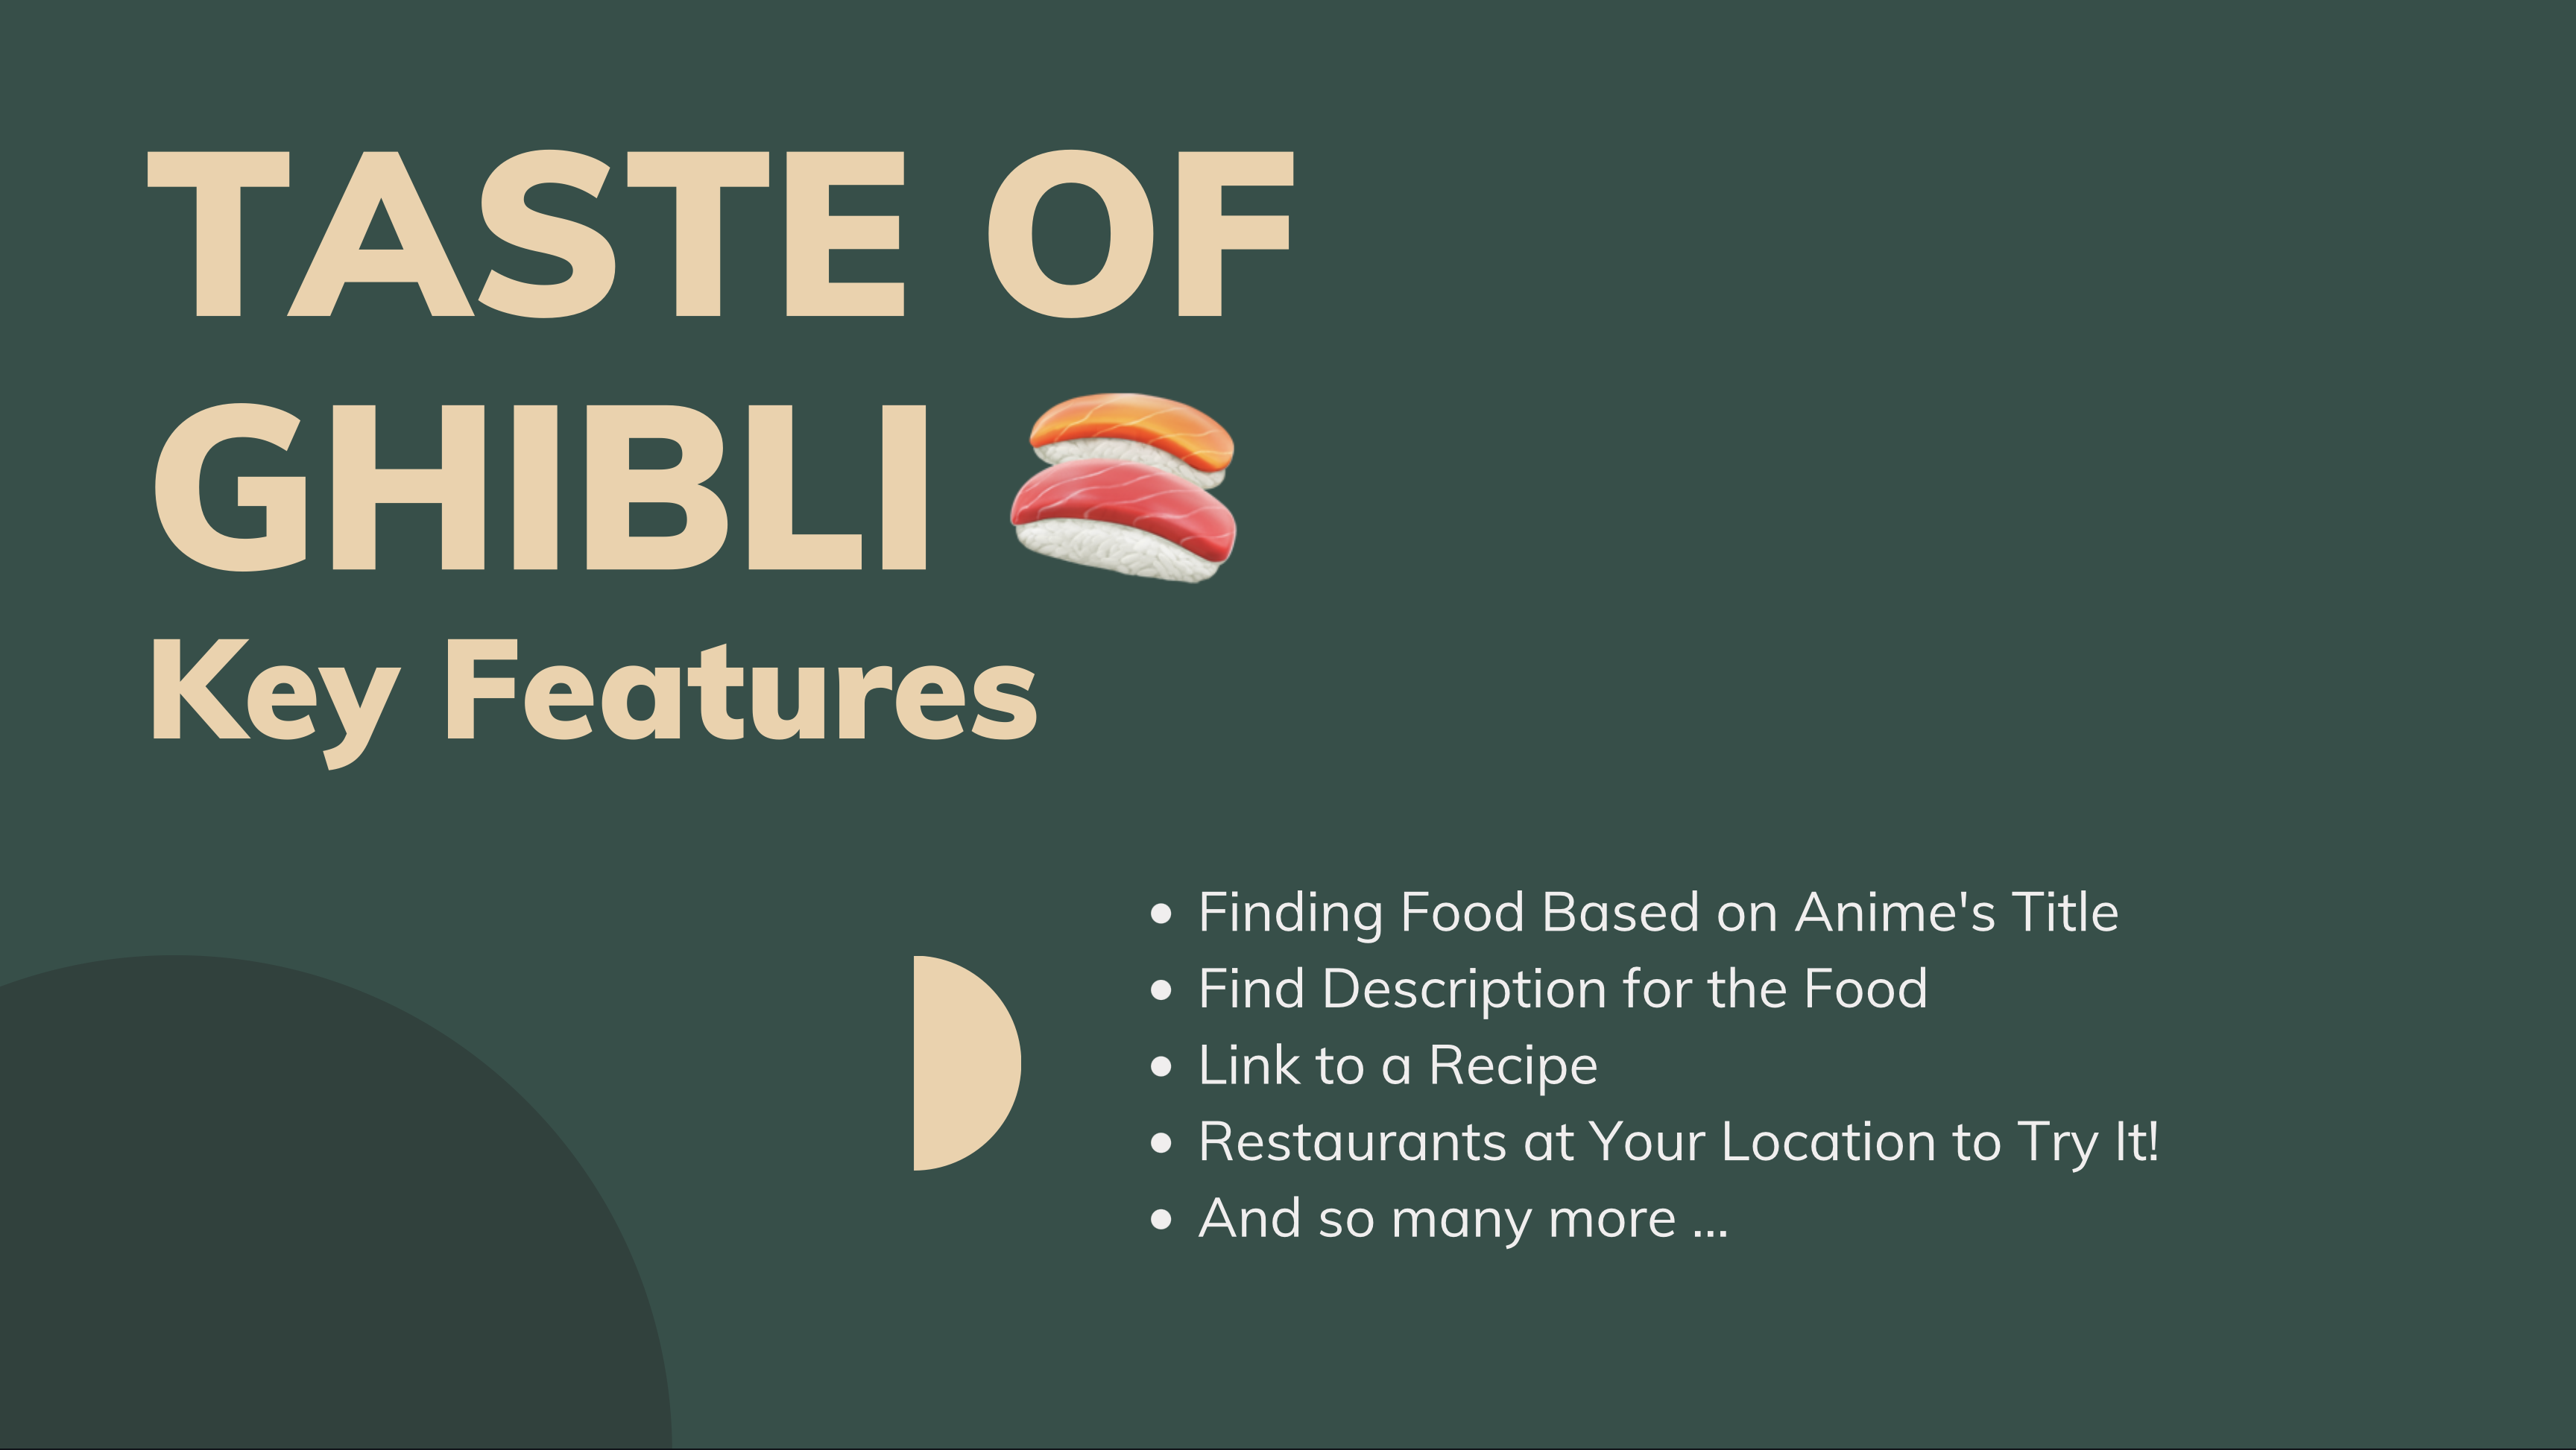 TASTE OF
GHIBLI 🍣
Key Features
• Finding Food Based on Anime's Title
• Find Description for the Food
• Link to a Recipe
• Restaurants at Your Location to Try It!
• And so many more ...